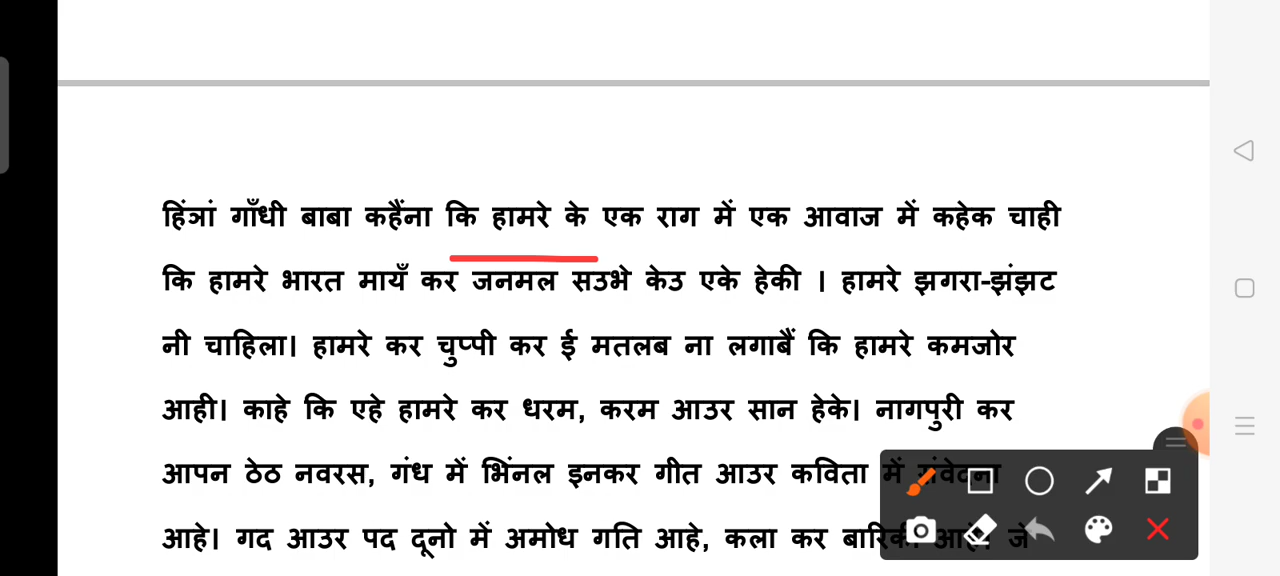 हिंञां गाँधी बाबा कहैंना कि हामरे के एक राग में एक आवाज में कहेक चाही
कि हामरे भारत मायँ कर जनमल सउभे केउ एके हेकी । हामरे झगरा-झंझट
नी चाहिला। हामरे कर चुप्पी कर ई मतलब ना लगाबैं कि हामरे कमजोर
आही। काहे कि एहे हामरे कर धरम, करम आउर सान हेके। नागपुरी कर
आपन ठेठ नवरस, गंध में भिंनल इनकर गीत आउर कविता में संवेदना
आहे। गद आउर पद दूनो में अमोध गति आहे, कला कर बारिकी आहे। जे